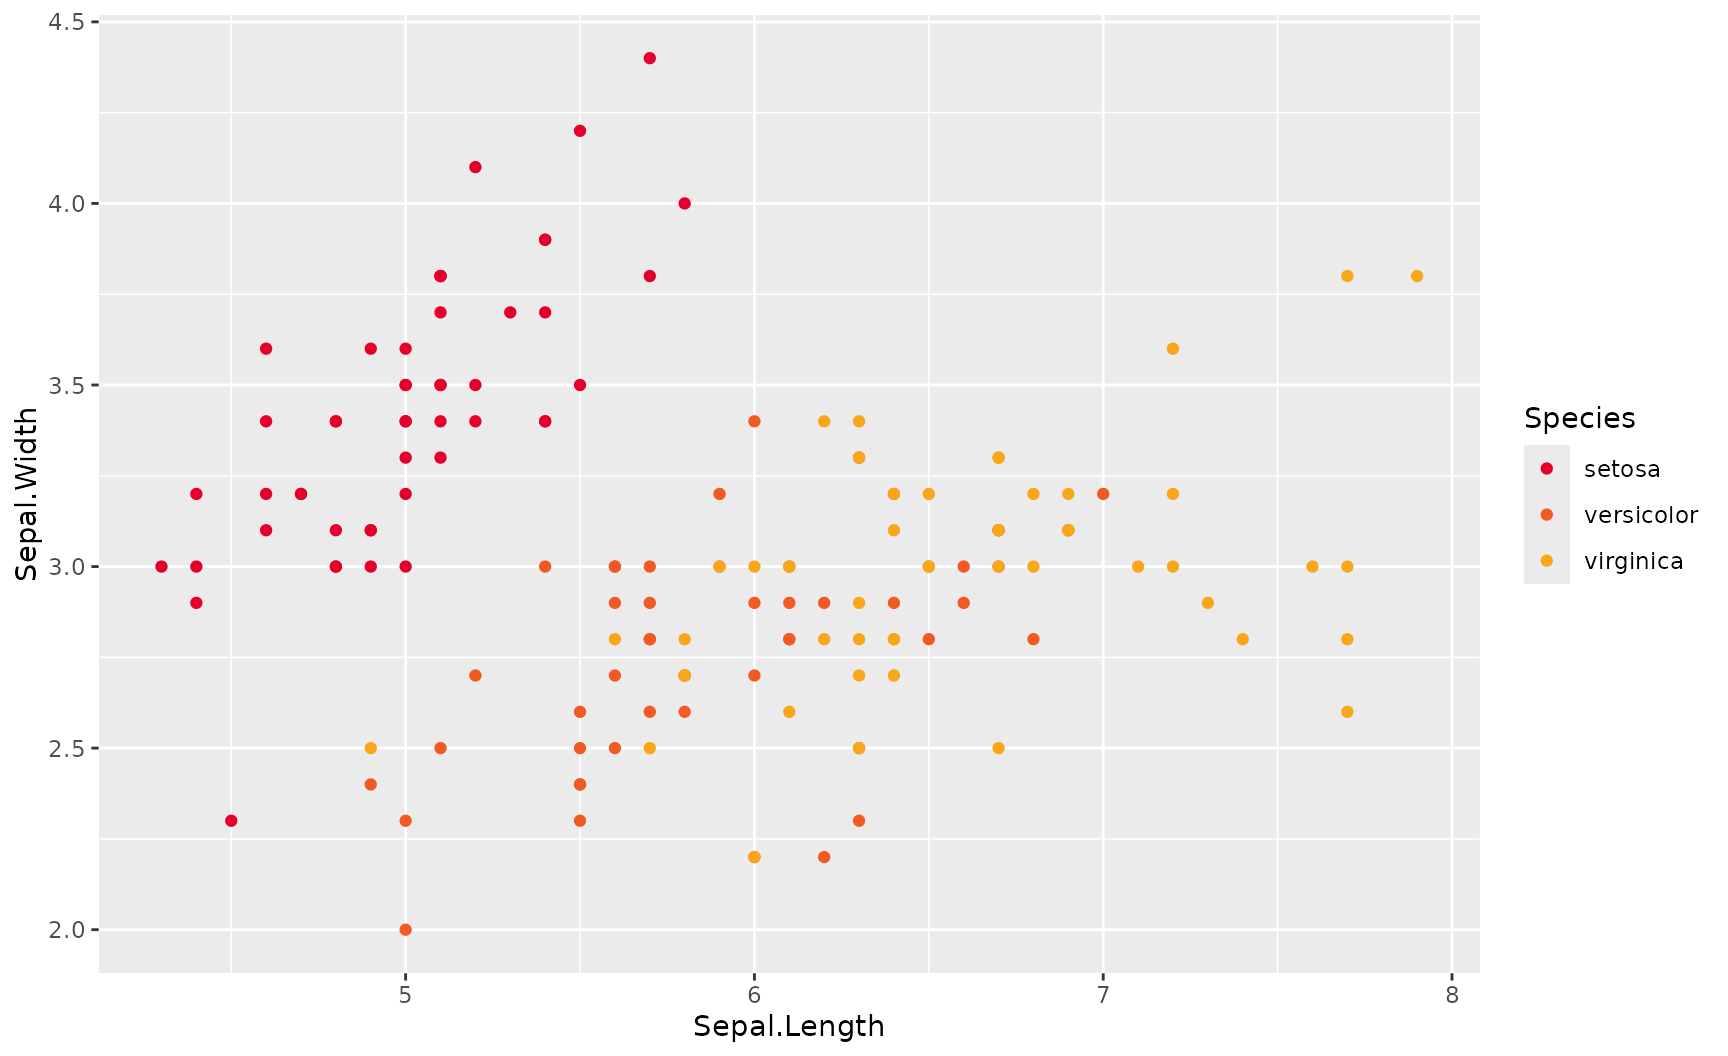 4.5
4.0
3.5
3.0
2.5
2.0
Sepal.Width
5 6 7 8
Sepal.Length
Species
setosa
versicolor
virginica